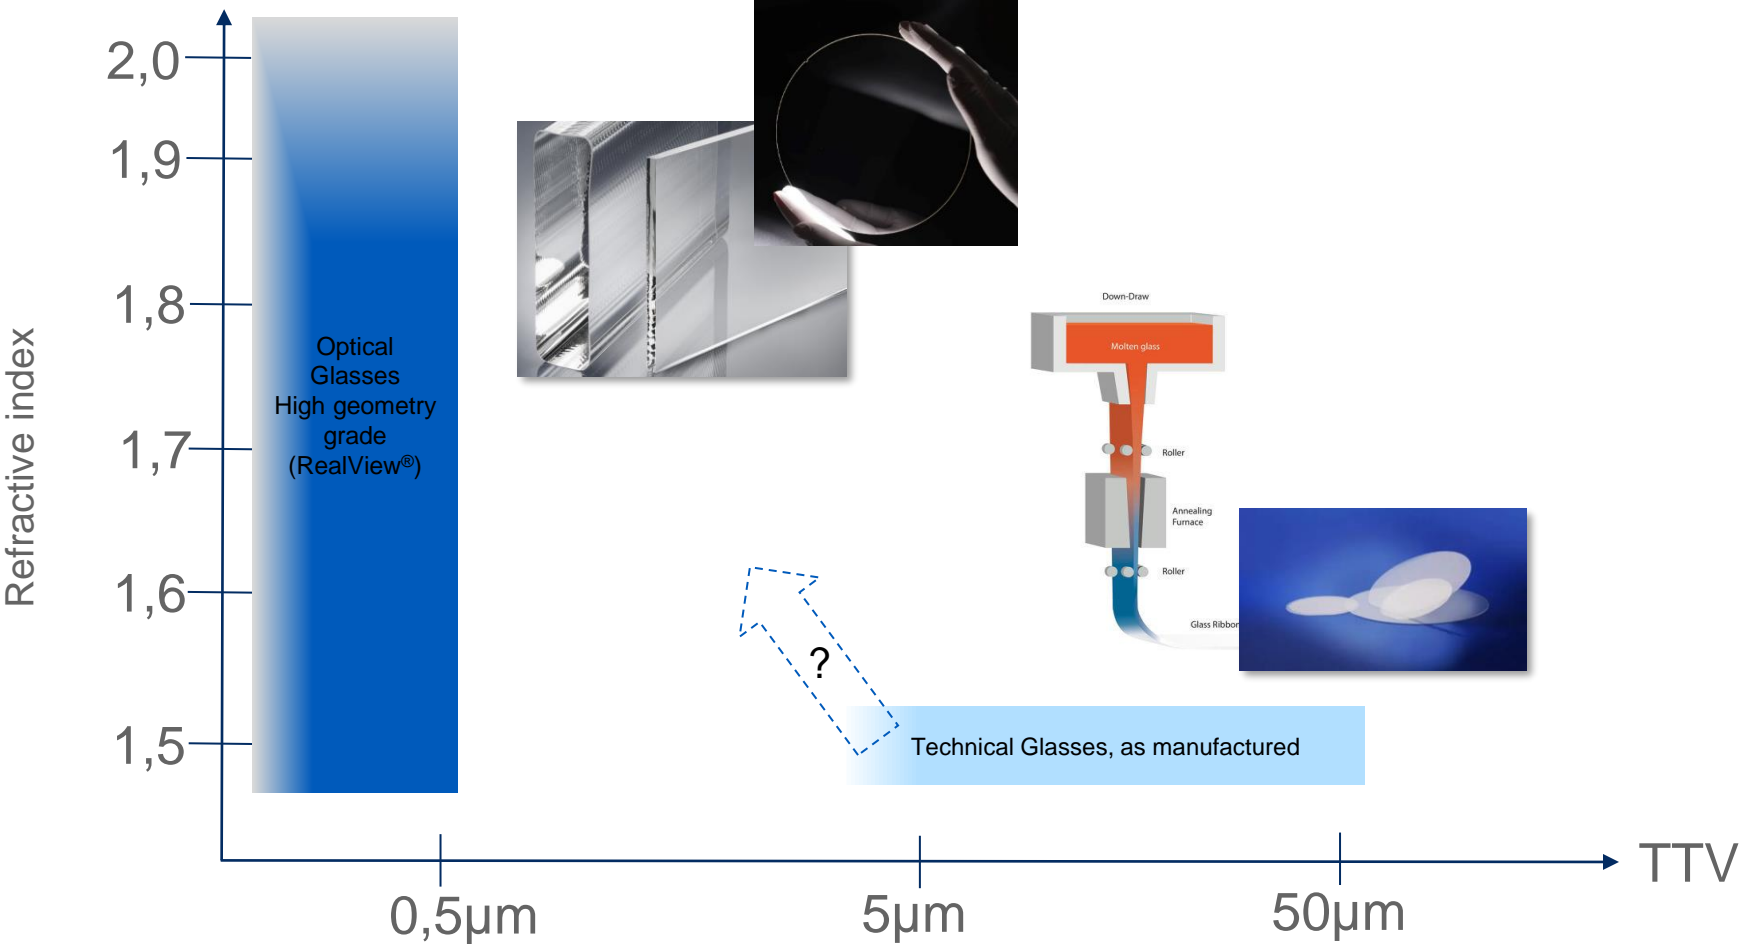 2,0
1,9
1,8
1,7
1,6
1,5
Refractive index
Optical
Glasses
High geometry
grade
(RealView®)
Down-Draw
Molten glass
Roller
Annealing
Furnace
Roller
Glass Ribbon
?
Technical Glasses, as manufactured
TTV
0,5µm
5µm
50µm